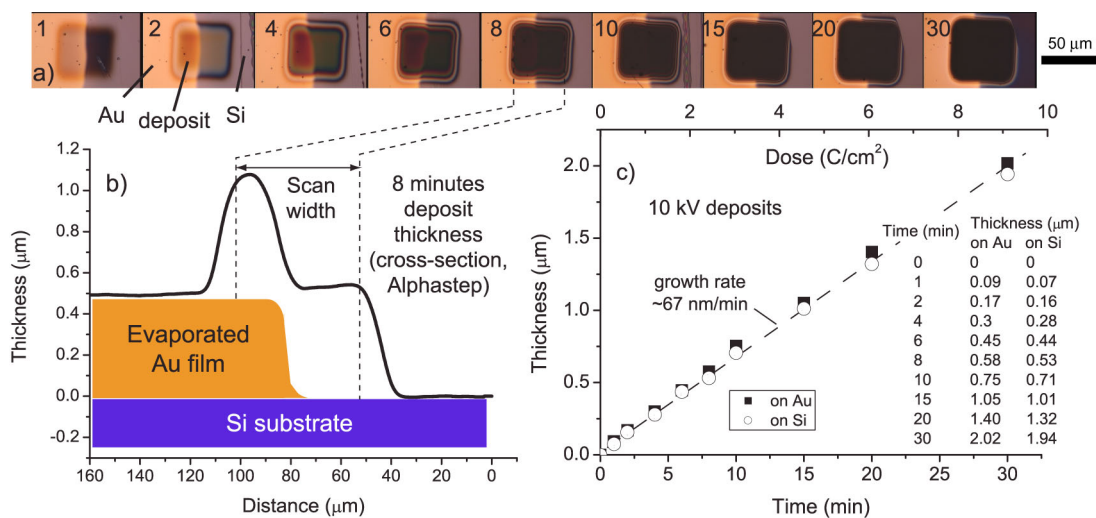 1 2 4 6 8 10 15 20 30
50 μm
a)
Au deposit Si
0 2 4 6 8 10
Dose (C/cm²)
b)
Scan
width
8 minutes
deposit
thickness
(cross-section,
Alphastep)
Evaporated
Au film
Si substrate
1.2
1.0
0.8
0.6
0.4
0.2
0.0
-0.2
Thickness (μm)
160 140 120 100 80 60 40 20 0
Distance (μm)
c)
10 kV deposits
growth rate
~67 nm/min
on Au
on Si
Time (min) Thickness (μm)
on Au on Si
0 0 0
1 0.09 0.07
2 0.17 0.16
4 0.3 0.28
6 0.45 0.44
8 0.58 0.53
10 0.75 0.71
15 1.05 1.01
20 1.40 1.32
30 2.02 1.94
2.0
1.5
1.0
0.5
0.0
Thickness (μm)
0 5 10 15 20 25 30
Time (min)